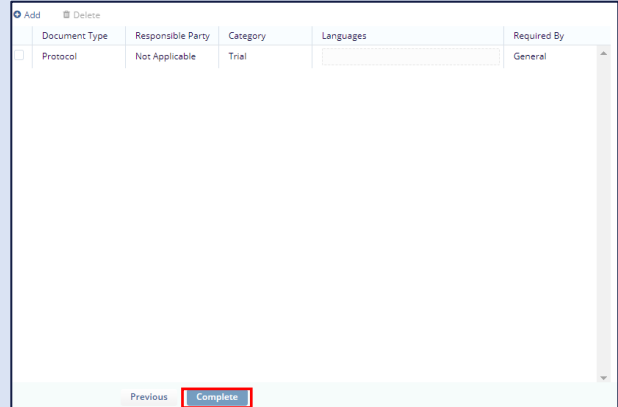 Add Delete
Document Type Responsible Party Category Languages Required By
Protocol Not Applicable Trial General
Previous Complete